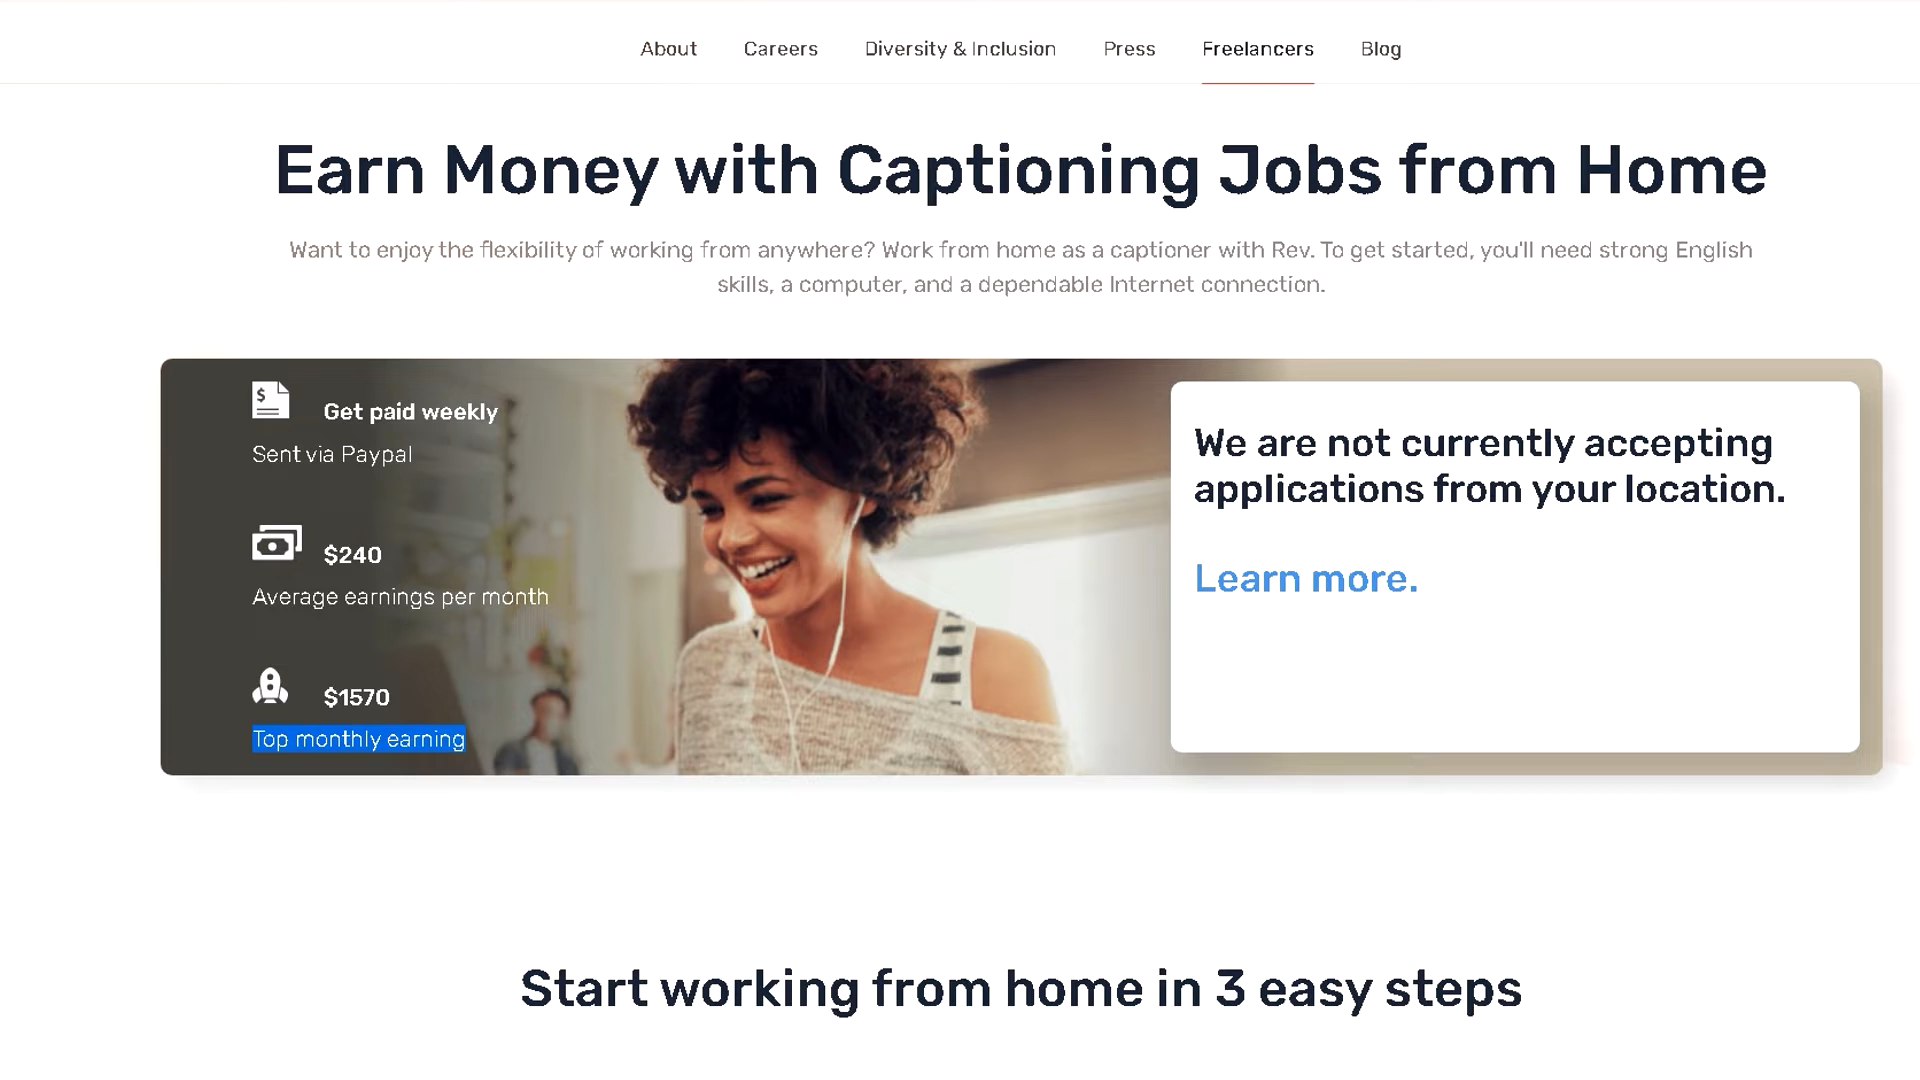 About Careers Diversity & Inclusion Press Freelancers Blog
Earn Money with Captioning Jobs from Home
Want to enjoy the flexibility of working from anywhere? Work from home as a captioner with Rev. To get started, you'll need strong English
skills, a computer, and a dependable Internet connection.
$
Get paid weekly
Sent via Paypal
$240
Average earnings per month
$1570
Top monthly earning
We are not currently accepting
applications from your location.
Learn more.
Start working from home in 3 easy steps